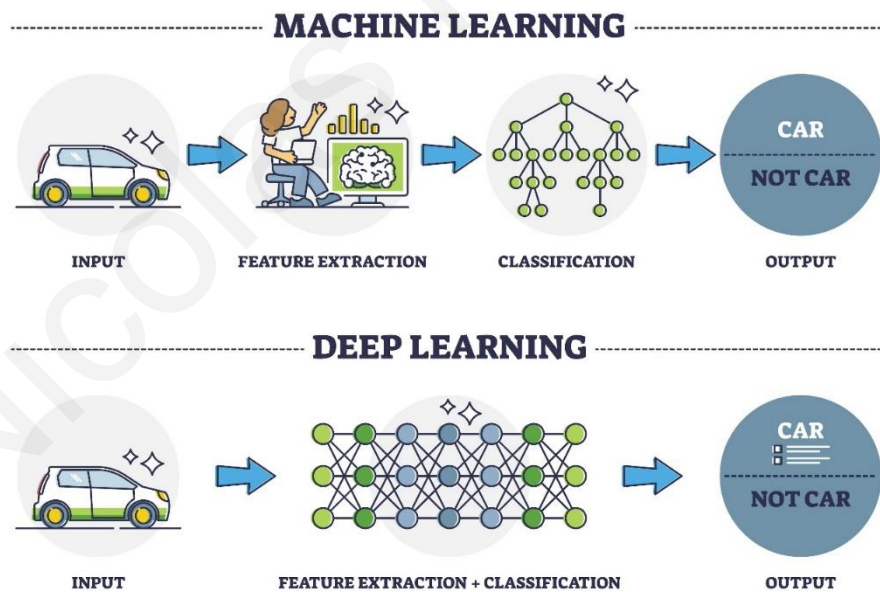 MACHINE LEARNING
CAR
NOT CAR
INPUT
FEATURE EXTRACTION
CLASSIFICATION
OUTPUT
DEEP LEARNING
CAR
NOT CAR
INPUT
FEATURE EXTRACTION + CLASSIFICATION
OUTPUT
Nicolas